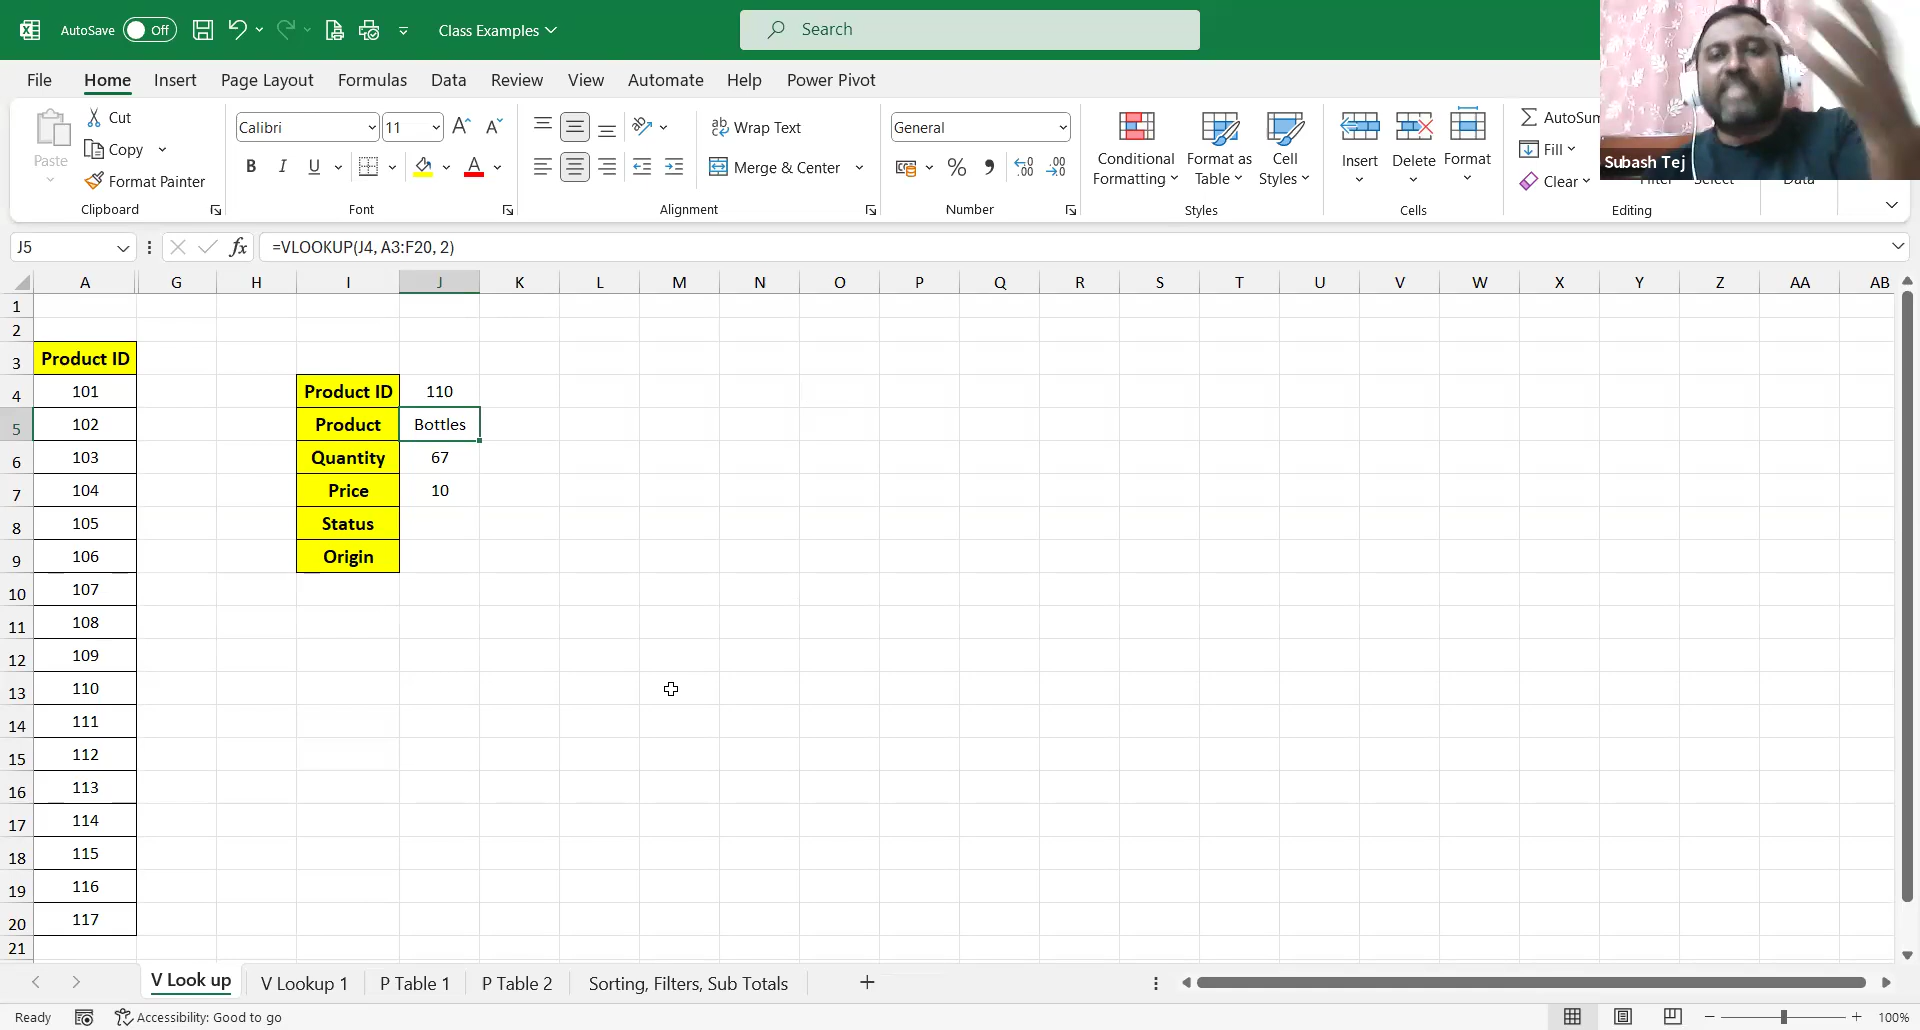 AutoSave Off Class Examples Search
File Home Insert Page Layout Formulas Data Review View Automate Help Power Pivot
Paste Cut Copy Format Painter Clipboard
Calibri 11 B I U A Font
Wrap Text Merge & Center Alignment
General % Number
Conditional Formatting Format as Table Cell Styles Styles
Insert Delete Format Cells
AutoSum Fill Clear Editing
Subash Tej
J5 fx =VLOOKUP(J4, A3:F20, 2)
A G H I J K L M N O P Q R S T U V W X Y Z AA AB
1
2
3 Product ID
4 101 Product ID 110
5 102 Product Bottles
6 103 Quantity 67
7 104 Price 10
8 105 Status
9 106 Origin
10 107
11 108
12 109
13 110
14 111
15 112
16 113
17 114
18 115
19 116
20 117
21
V Look up V Lookup 1 P Table 1 P Table 2 Sorting, Filters, Sub Totals
Ready Accessibility: Good to go 100%